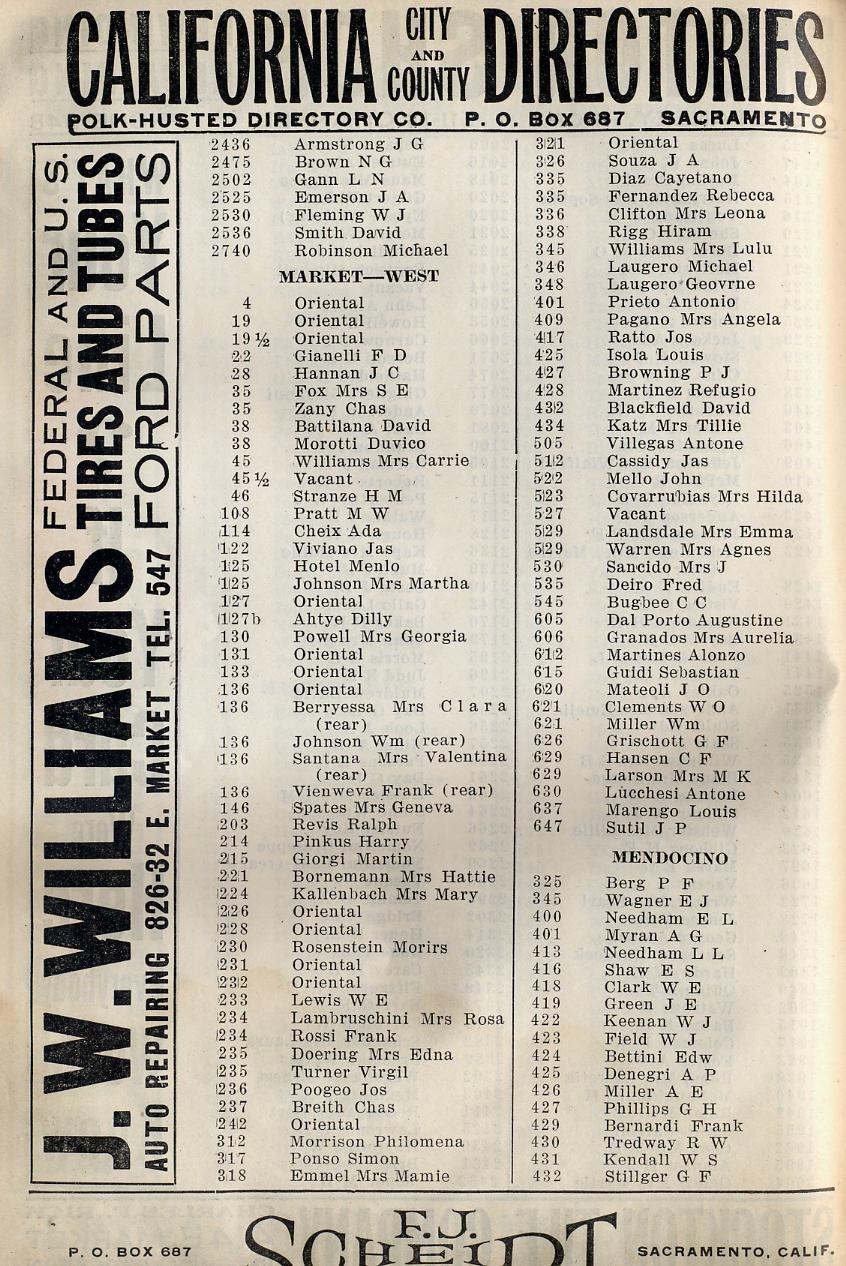 CALIFORNIA CITY AND COUNTY DIRECTORIES
POLK-HUSTED DIRECTORY CO. P. O. BOX 687 SACRAMENTO
J. W. WILLIAMS FEDERAL AND U.S. TIRES AND TUBES
AUTO REPAIRING 826-32 E. MARKET TEL. 547 FORD PARTS
2436 Armstrong J G
2475 Brown N G
2502 Gann L N
2525 Emerson J A
2530 Fleming W J
2536 Smith David
2740 Robinson Michael
MARKET—WEST
4 Oriental
19 Oriental
19½ Oriental
22 Gianelli F D
28 Hannan J C
35 Fox Mrs S E
35 Zany Chas
38 Battilana David
38 Morotti Duvico
45 Williams Mrs Carrie
45½ Vacant
46 Stranze H M
108 Pratt M W
114 Cheix Ada
122 Viviano Jas
125 Hotel Menlo
125 Johnson Mrs Martha
127 Oriental
127b Ahtye Dilly
130 Powell Mrs Georgia
131 Oriental
133 Oriental
136 Oriental
136 Berryessa Mrs Clara
(rear)
136 Johnson Wm (rear)
136 Santana Mrs Valentina
(rear)
136 Vienweva Frank (rear)
146 Spates Mrs Geneva
203 Revis Ralph
214 Pinkus Harry
215 Giorgi Martin
221 Bornemann Mrs Hattie
224 Kallenbach Mrs Mary
226 Oriental
228 Oriental
230 Rosenstein Morirs
231 Oriental
232 Oriental
233 Lewis W E
234 Lambruschini Mrs Rosa
234 Rossi Frank
235 Doering Mrs Edna
235 Turner Virgil
236 Poogeo Jos
237 Breith Chas
242 Oriental
312 Morrison Philomena
317 Ponso Simon
318 Emmel Mrs Mamie
321 Oriental
326 Souza J A
335 Diaz Cayetano
335 Fernandez Rebecca
336 Clifton Mrs Leona
338 Rigg Hiram
345 Williams Mrs Lulu
346 Laugero Michael
348 Laugero Geovrne
401 Prieto Antonio
409 Pagano Mrs Angela
417 Ratto Jos
425 Isola Louis
427 Browning P J
428 Martinez Refugio
432 Blackfield David
434 Katz Mrs Tillie
505 Villegas Antone
512 Cassidy Jas
522 Mello John
523 Covarrubias Mrs Hilda
527 Vacant
529 Landsdale Mrs Emma
529 Warren Mrs Agnes
530 Sancido Mrs J
535 Deiro Fred
545 Bugbee C C
605 Dal Porto Augustine
606 Granados Mrs Aurelia
612 Martines Alonzo
615 Guidi Sebastian
620 Mateoli J O
621 Clements W O
621 Miller Wm
626 Grischott G F
629 Hansen C F
629 Larson Mrs M K
630 Lucchesi Antone
637 Marengo Louis
647 Sutil J P
MENDOCINO
325 Berg P F
345 Wagner E J
400 Needham E L
401 Myran A G
413 Needham L L
416 Shaw E S
418 Clark W E
419 Green J E
422 Keenan W J
423 Field W J
424 Bettini Edw
425 Denegri A P
426 Miller A E
427 Phillips G H
429 Bernardi Frank
430 Tredway R W
431 Kendall W S
432 Stillger G F
F. J.
P. O. BOX 687 SCHEIDT SACRAMENTO, CALIF.